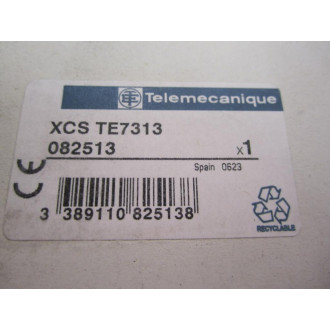 Telemecanique
XCS TE7313
082513 x1
Spain 0623
CE
3 389110 825138
RECYCLABLE